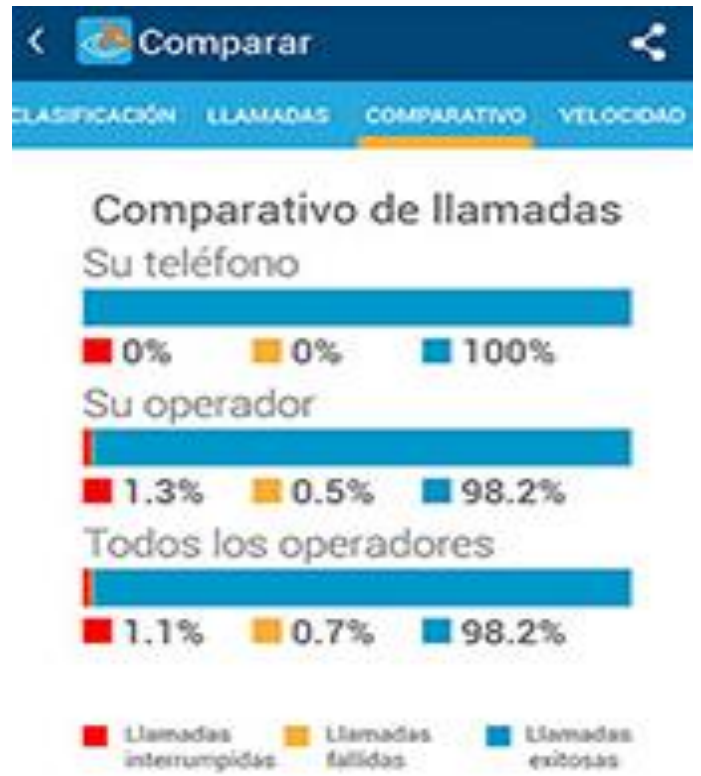 Comparar
CLASIFICACIÓN LLAMADAS COMPARATIVO VELOCIDAD
Comparativo de llamadas
Su teléfono
0% 0% 100%
Su operador
1.3% 0.5% 98.2%
Todos los operadores
1.1% 0.7% 98.2%
Llamadas Llamadas Llamadas
interrumpidas fallidas exitosas